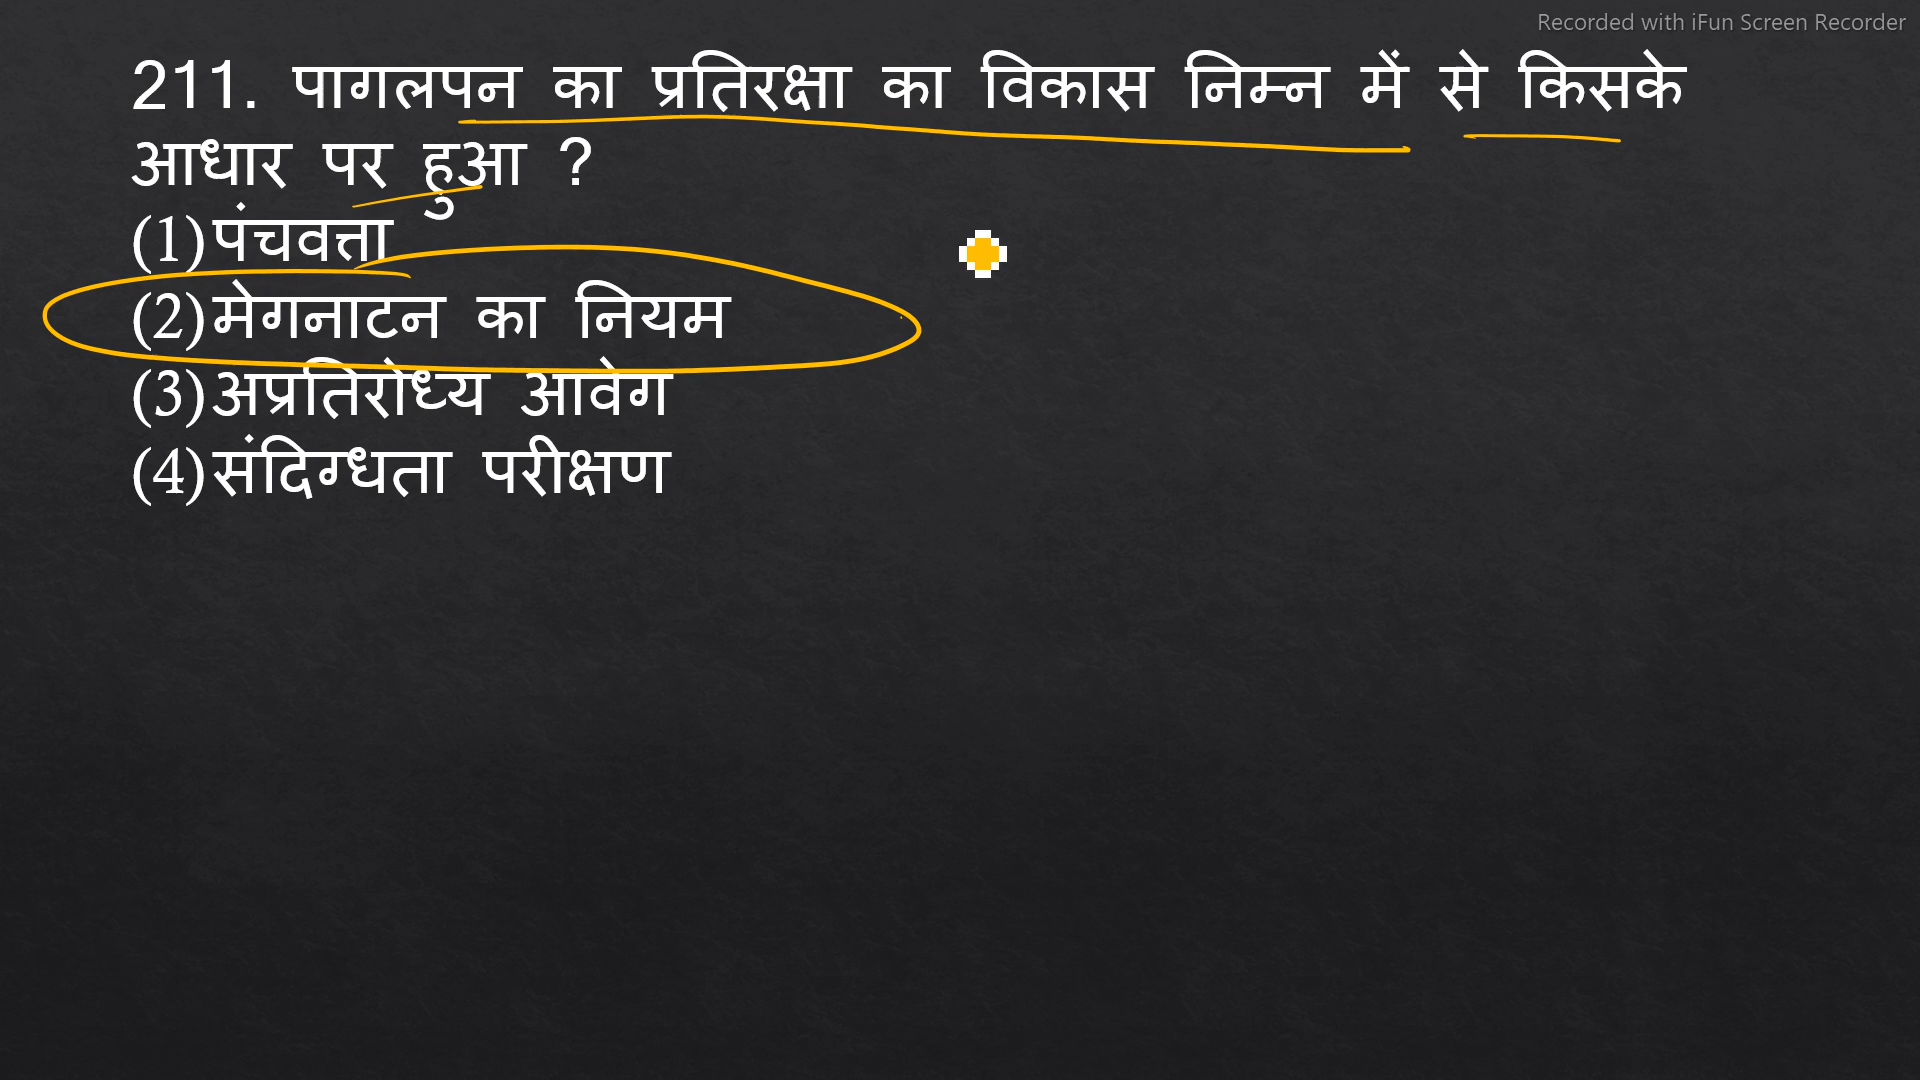 Recorded with iFun Screen Recorder
211. पागलपन का प्रतिरक्षा का विकास निम्न में से किसके
आधार पर हुआ ?
(1)पंचवत्ता
(2)मेगनाटन का नियम
(3)अप्रतिरोध्य आवेग
(4)संदिग्धता परीक्षण